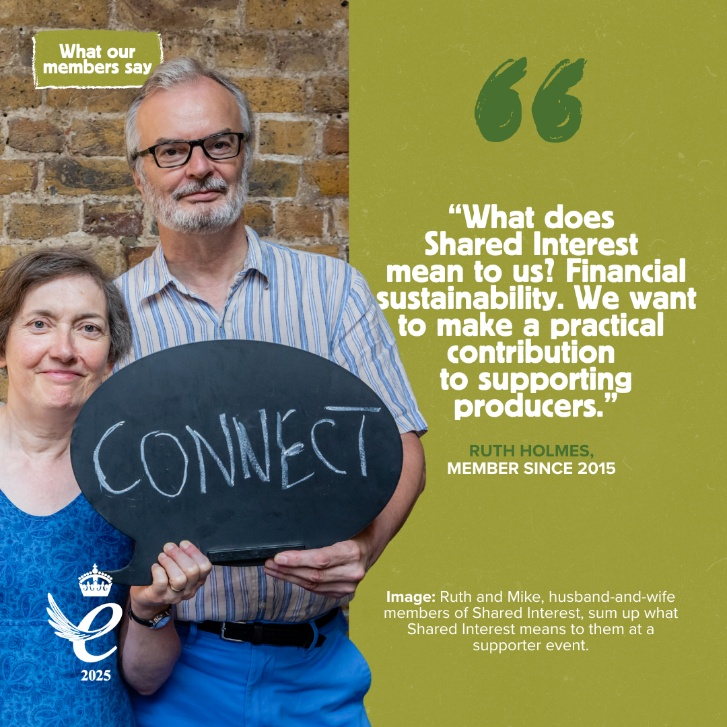 What our
members say
“What does
Shared Interest
mean to us? Financial
sustainability. We want
to make a practical
contribution
to supporting
producers.”
RUTH HOLMES,
MEMBER SINCE 2015
CONNECT
Image: Ruth and Mike, husband-and-wife
members of Shared Interest, sum up what
Shared Interest means to them at a
supporter event.
e
2025